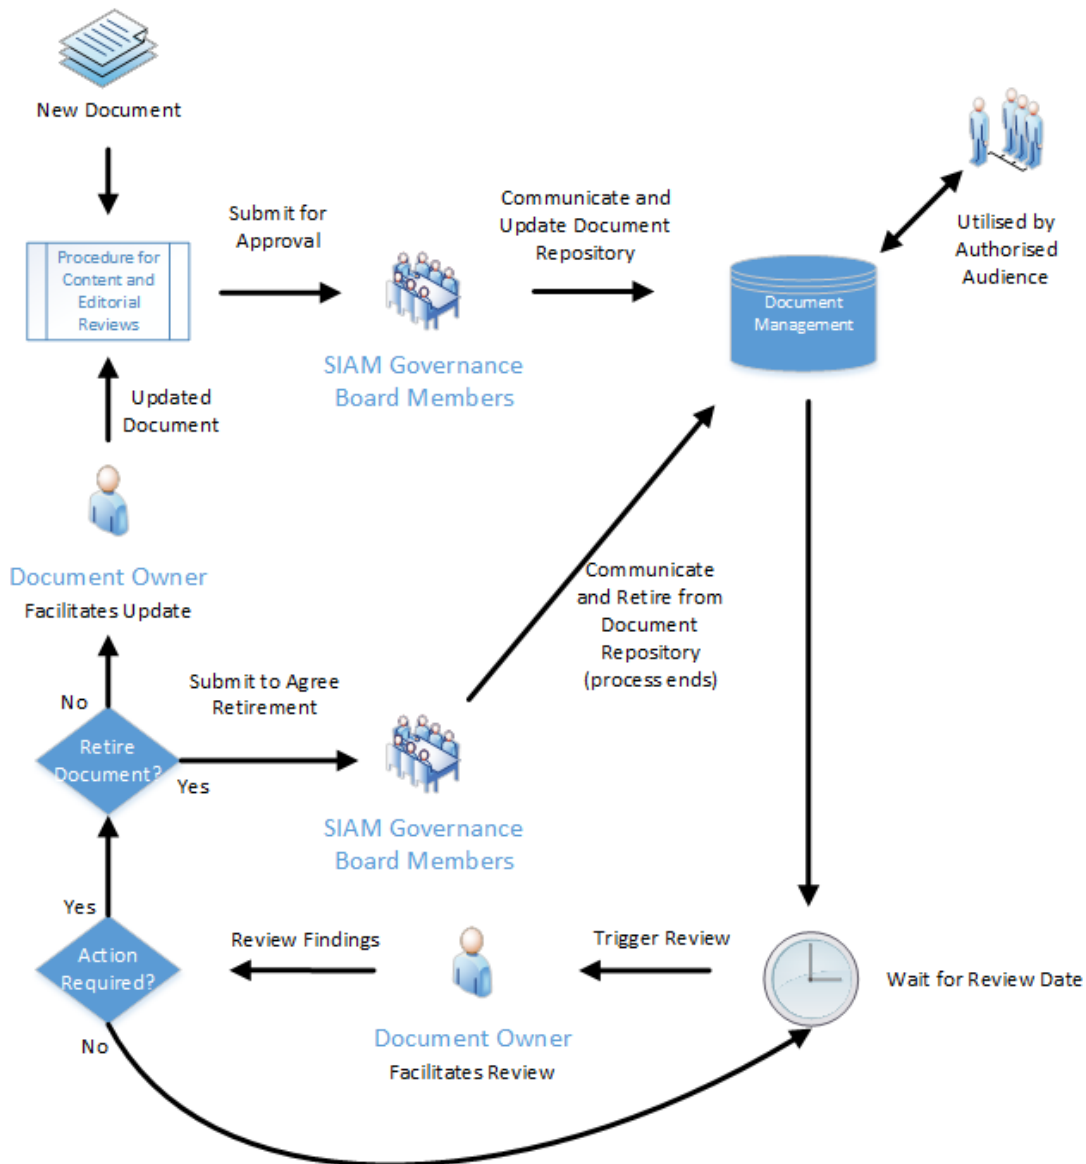 New Document
Submit for
Approval
Communicate and
Update Document
Repository
Utilised by
Authorised
Audience
Procedure for
Content and
Editorial
Reviews
Document
Management
SIAM Governance
Board Members
Updated
Document
Document Owner
Facilitates Update
Communicate
and Retire from
Document
Repository
(process ends)
No
Submit to Agree
Retirement
Retire
Document?
Yes
SIAM Governance
Board Members
Yes
Action
Required?
Review Findings
Trigger Review
Wait for Review Date
No
Document Owner
Facilitates Review